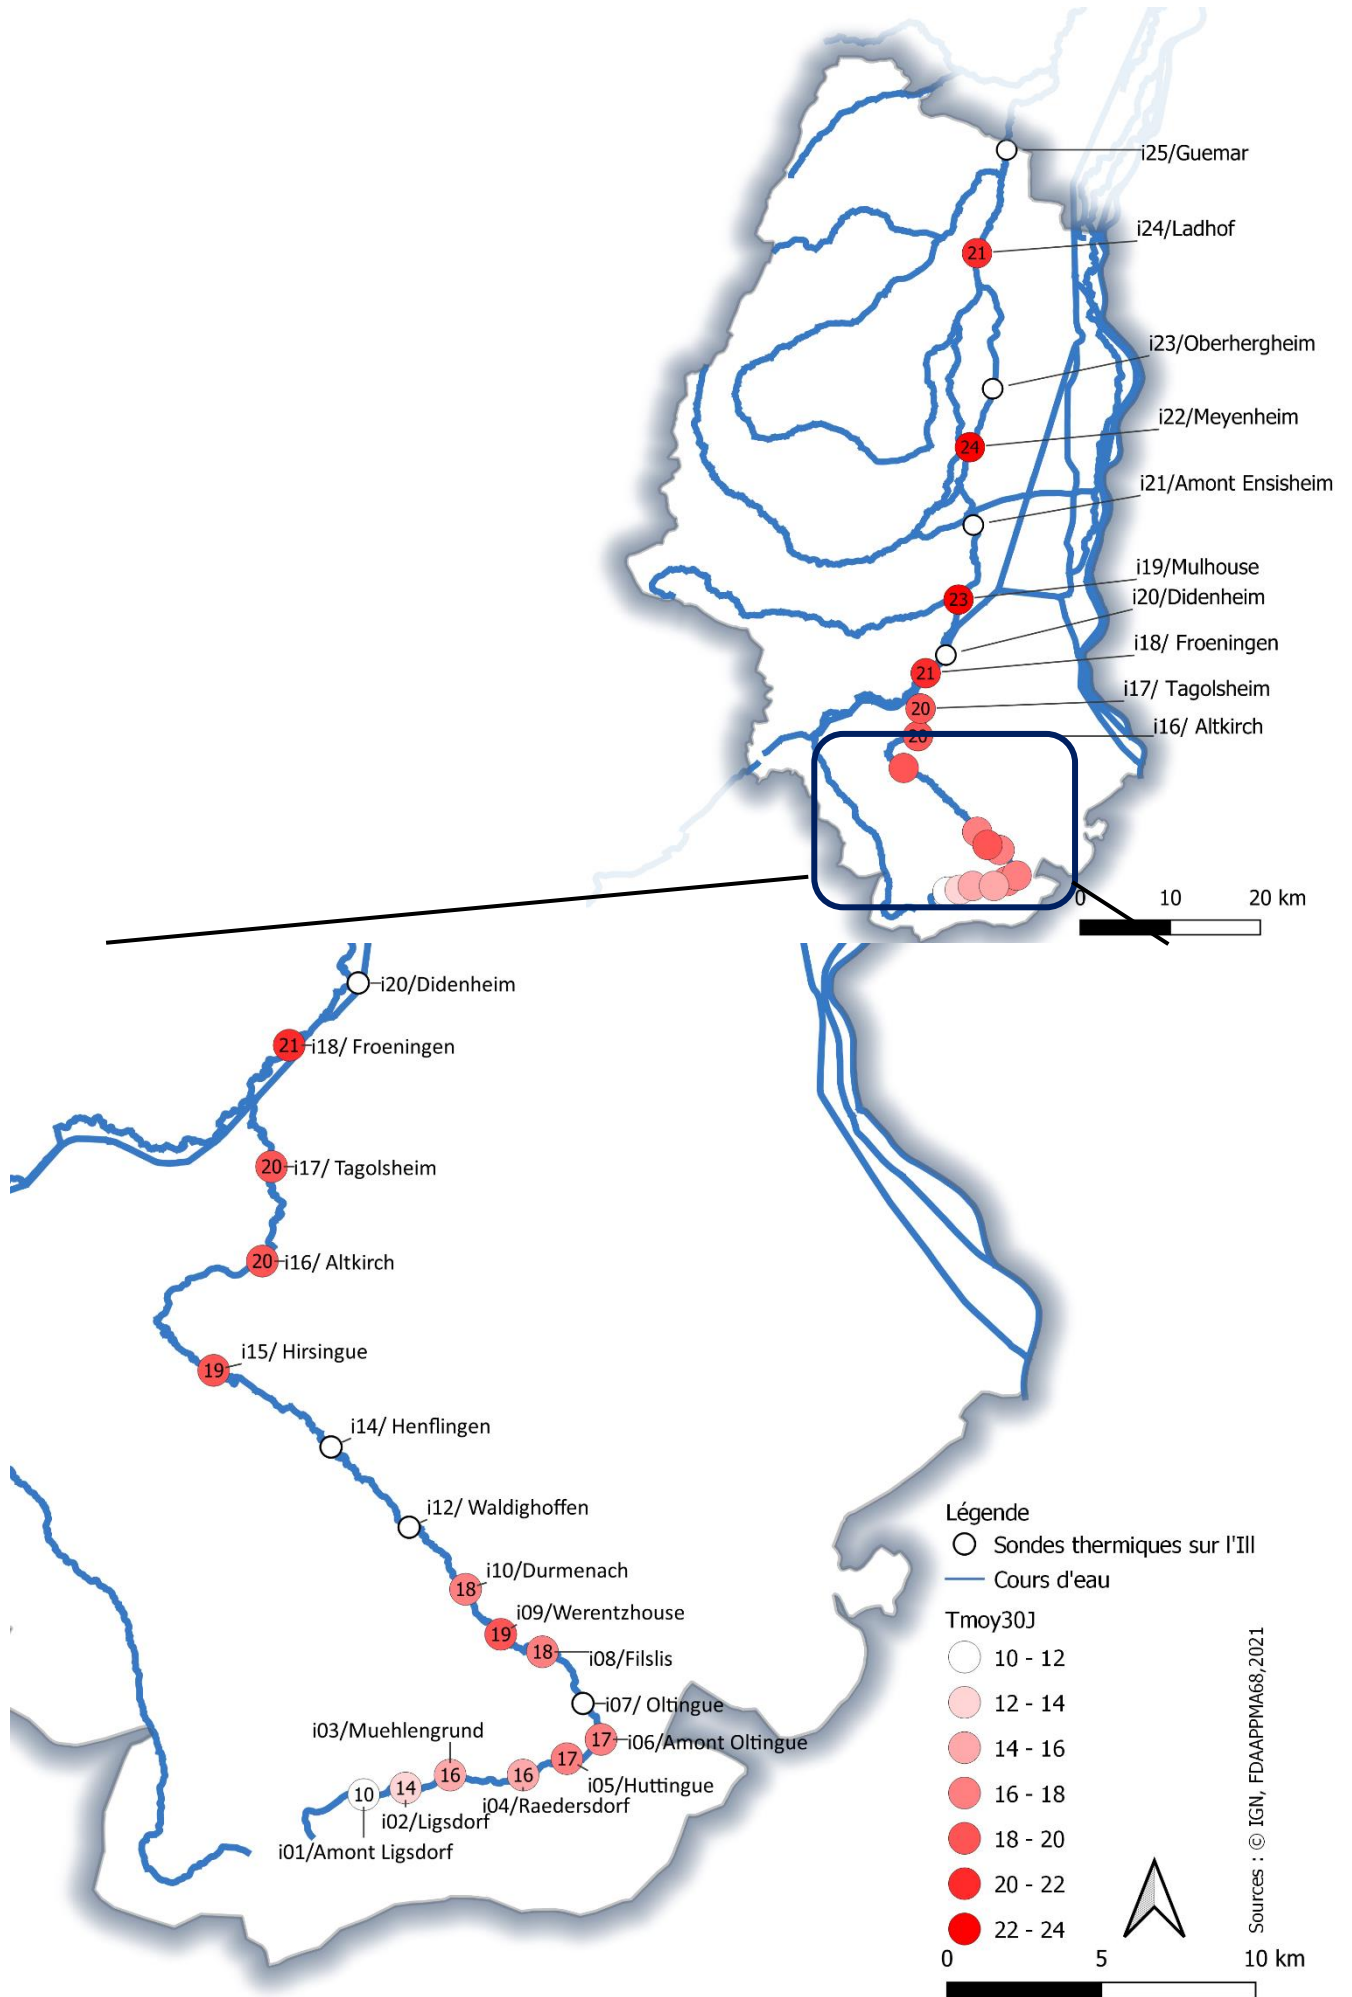 i25/Guemar
i24/Ladhof
21
i23/Oberhergheim
i22/Meyenheim
24
i21/Amont Ensisheim
i19/Mulhouse
23
i20/Didenheim
i18/ Froeningen
21
i17/ Tagolsheim
20
i16/ Altkirch
20
0 10 20 km
i20/Didenheim
21 i18/ Froeningen
20 i17/ Tagolsheim
20 i16/ Altkirch
i15/ Hirsingue
19
i14/ Henflingen
i12/ Waldighoffen
i10/Durmenach
18
i09/Werentzhouse
19
18 i08/Filslis
i07/ Oltingue
i03/Muehlengrund
17 i06/Amont Oltingue
17
16
16
i05/Huttingue
14
10
i04/Raedersdorf
i02/Ligsdorf
i01/Amont Ligsdorf
Légende
Sondes thermiques sur l'Ill
Cours d'eau
Tmoy30J
10 - 12
12 - 14
14 - 16
16 - 18
18 - 20
20 - 22
22 - 24
0 5 10 km
Sources : © IGN, FDAAPPMA68,2021